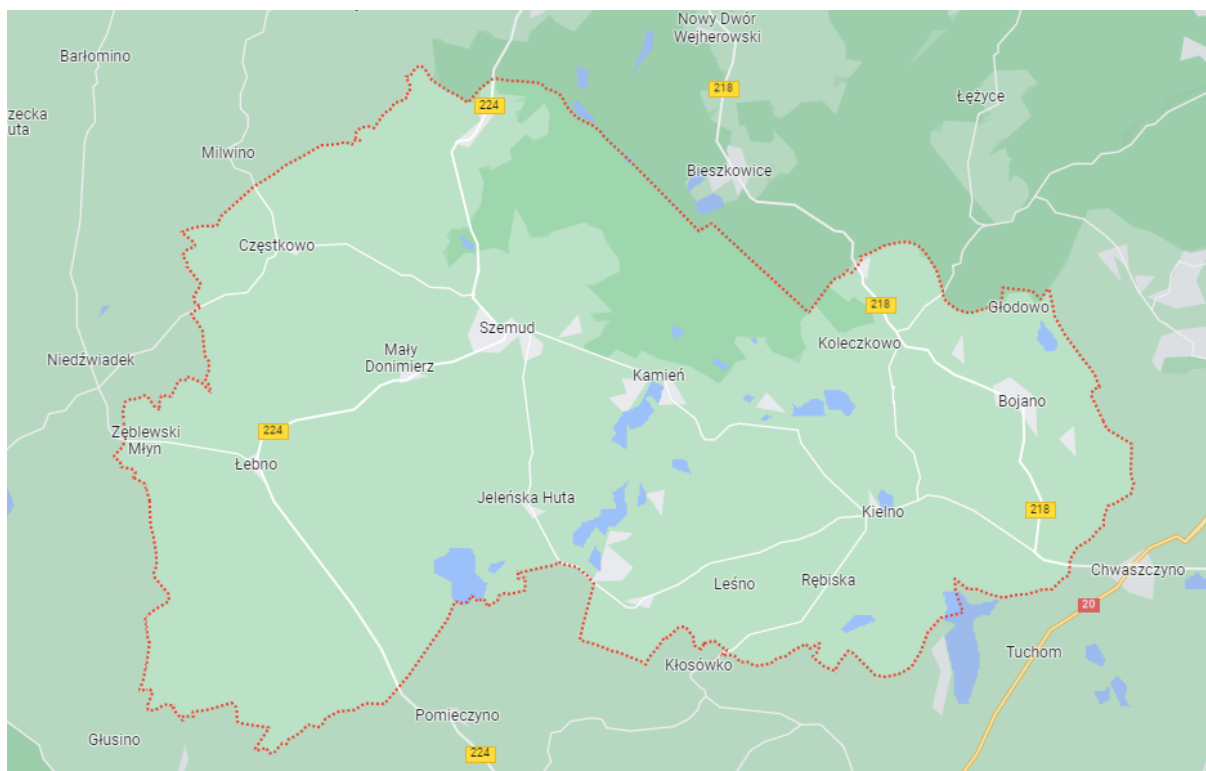 Nowy Dwór
Wejherowski
Barłomino
218
Łężyce
224
zecka
uta
Milwino
Bieszkowice
Częstkowo
218
Głodowo
Szemud
Koleczkowo
Mały
Donimierz
Niedźwiadek
Kamień
Bojano
Zęblewski
Młyn
224
Łebno
Jeleńska Huta
Kielno
218
Chwaszczyno
Leśno
Rębiska
20
Tuchom
Kłosówko
Pomieczyno
Głusino
224